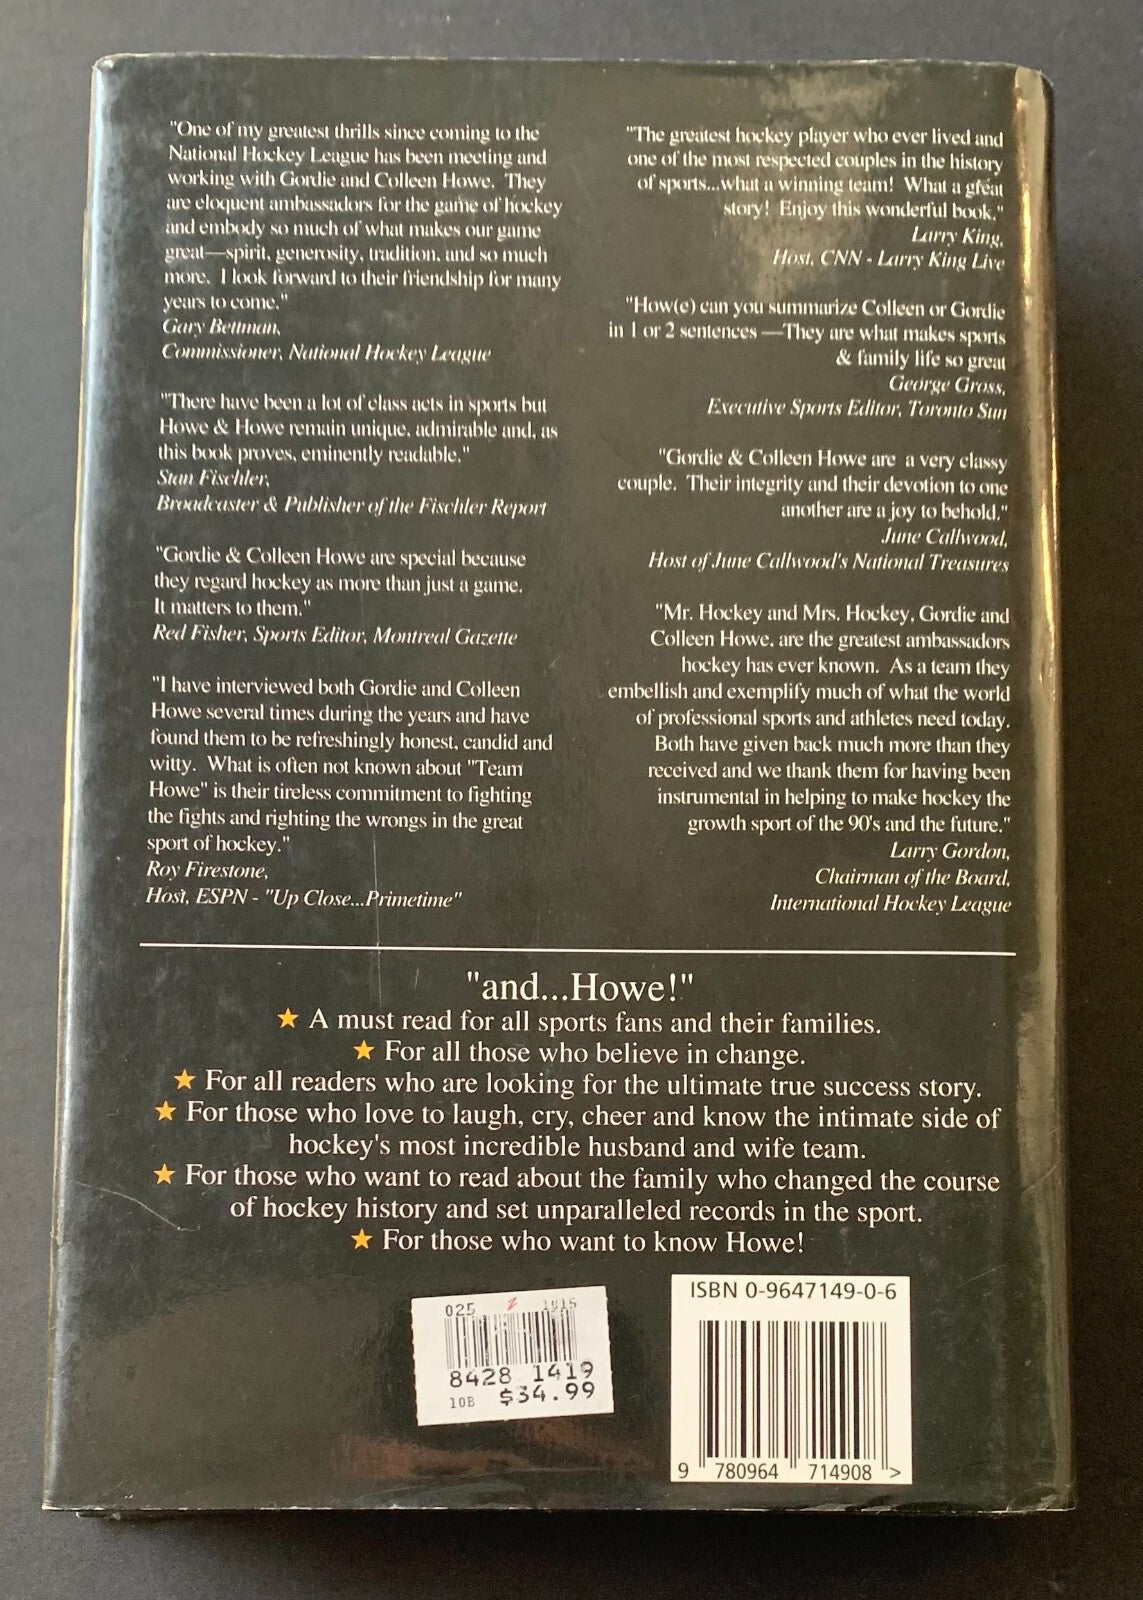 "One of my greatest thrills since coming to the
National Hockey League has been meeting and
working with Gordie and Colleen Howe. They
are eloquent ambassadors for the game of hockey
and embody so much of what makes our game
great—spirit, generosity, tradition, and so much
more. I look forward to their friendship for many
years to come."
Gary Bettman,
Commissioner, National Hockey League
"There have been a lot of class acts in sports but
Howe & Howe remain unique, admirable and, as
this book proves, eminently readable."
Stan Fischler,
Broadcaster & Publisher of the Fischler Report
"Gordie & Colleen Howe are special because
they regard hockey as more than just a game.
It matters to them."
Red Fisher, Sports Editor, Montreal Gazette
"I have interviewed both Gordie and Colleen
Howe several times during the years and have
found them to be refreshingly honest, candid and
witty. What is often not known about "Team
Howe" is their tireless commitment to fighting
the fights and righting the wrongs in the great
sport of hockey."
Roy Firestone,
Host, ESPN - "Up Close...Primetime"
"The greatest hockey player who ever lived and
one of the most respected couples in the history
of sports...what a winning team! What a great
story! Enjoy this wonderful book."
Larry King,
Host, CNN - Larry King Live
"How(e) can you summarize Colleen or Gordie
in 1 or 2 sentences —They are what makes sports
& family life so great
George Gross,
Executive Sports Editor, Toronto Sun
"Gordie & Colleen Howe are a very classy
couple. Their integrity and their devotion to one
another are a joy to behold."
June Callwood,
Host of June Callwood's National Treasures
"Mr. Hockey and Mrs. Hockey, Gordie and
Colleen Howe, are the greatest ambassadors
hockey has ever known. As a team they
embellish and exemplify much of what the world
of professional sports and athletes need today.
Both have given back much more than they
received and we thank them for having been
instrumental in helping to make hockey the
growth sport of the 90's and the future."
Larry Gordon,
Chairman of the Board,
International Hockey League
"and...Howe!"
★ A must read for all sports fans and their families.
★ For all those who believe in change.
★ For all readers who are looking for the ultimate true success story.
★ For those who love to laugh, cry, cheer and know the intimate side of
hockey's most incredible husband and wife team.
★ For those who want to read about the family who changed the course
of hockey history and set unparalleled records in the sport.
★ For those who want to know Howe!
025 1915
8428 1419
10B $34.99
ISBN 0-9647149-0-6
9 780964 714908 >